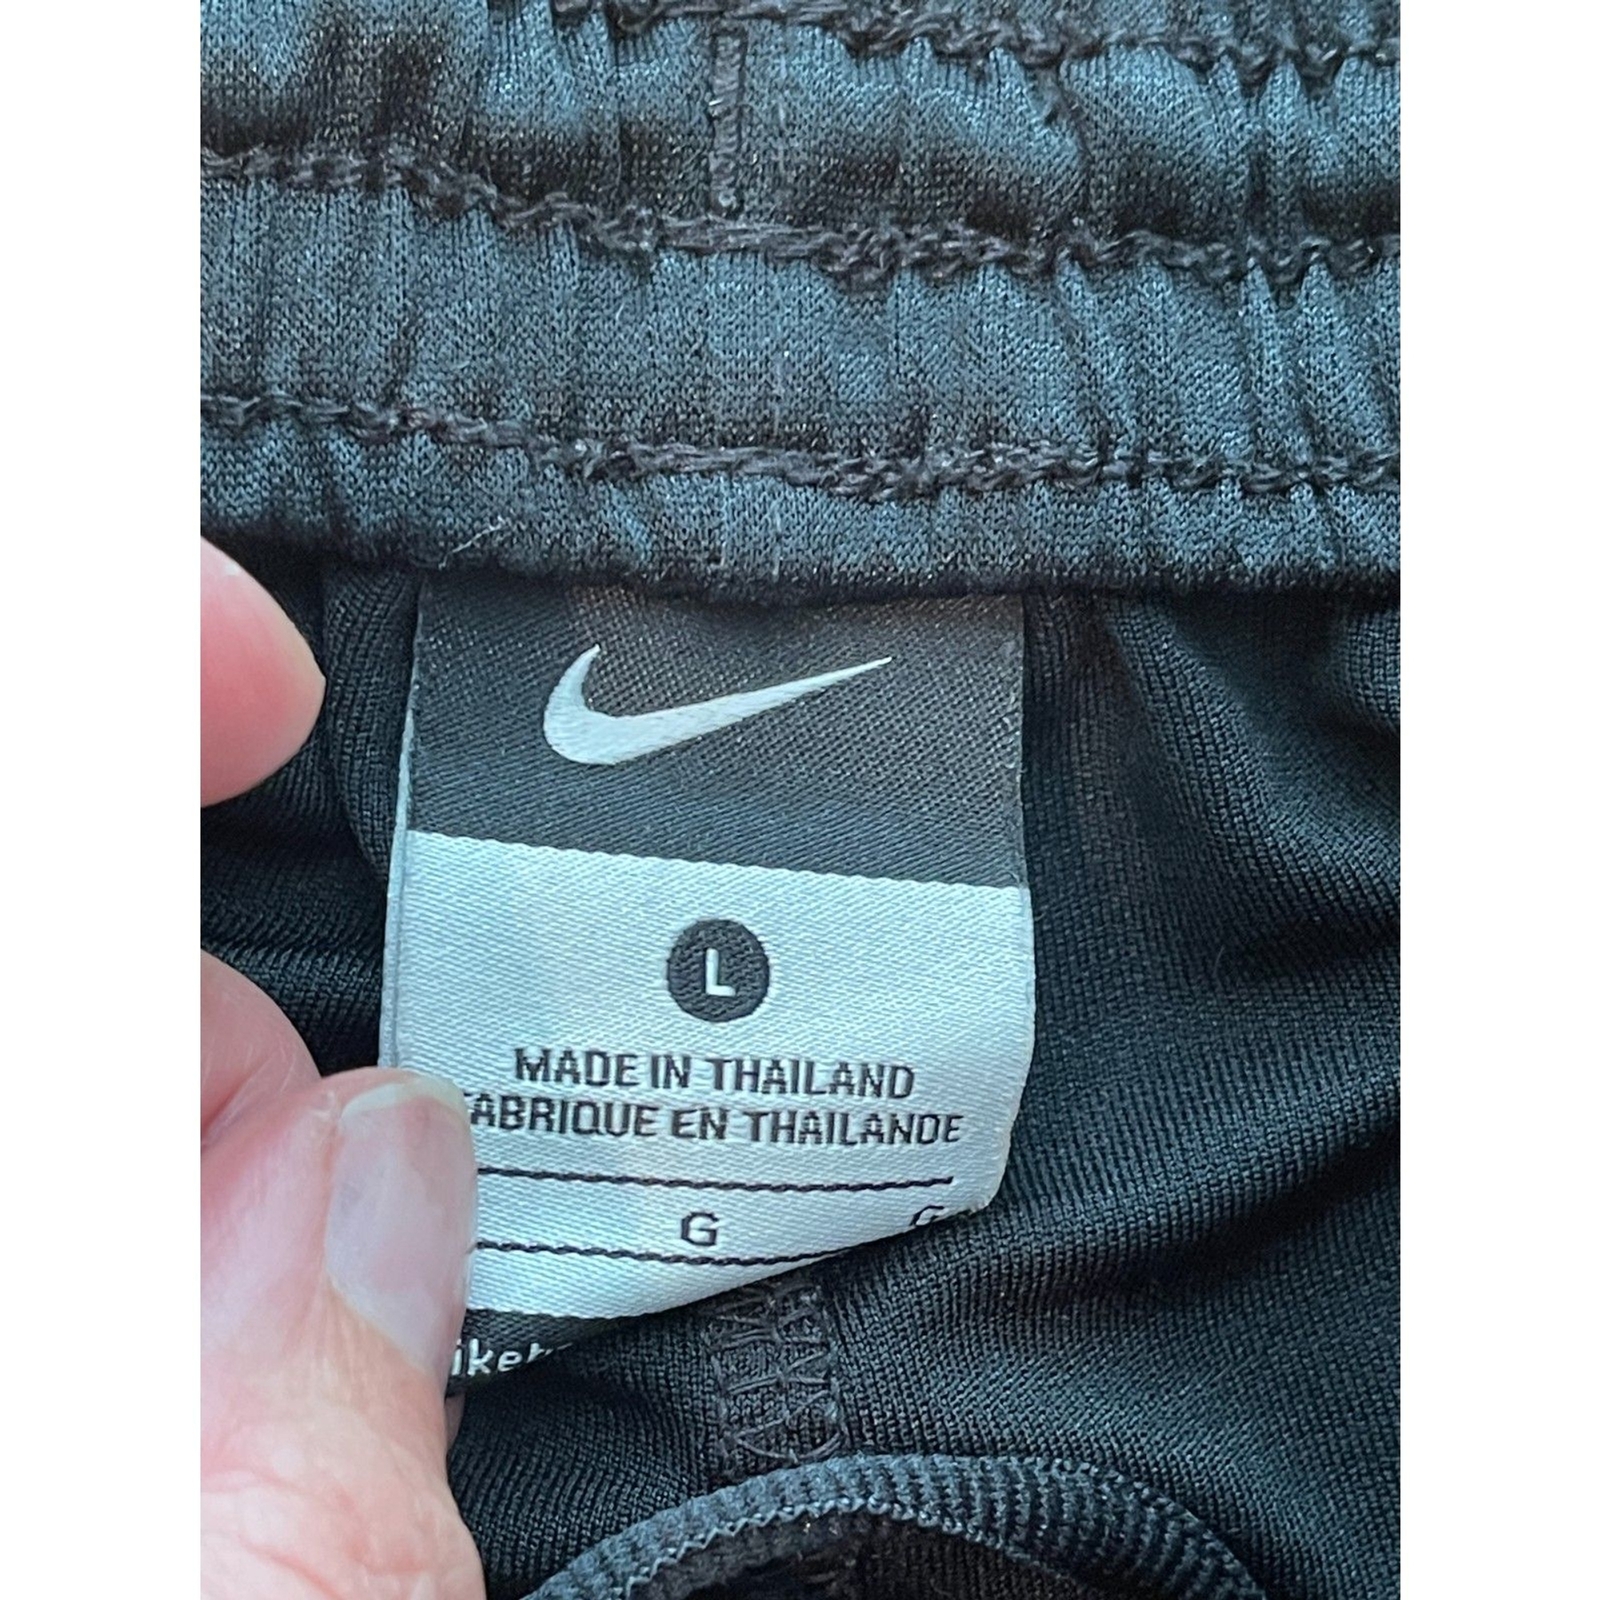 L
MADE IN THAILAND
FABRIQUE EN THAILANDE
G G